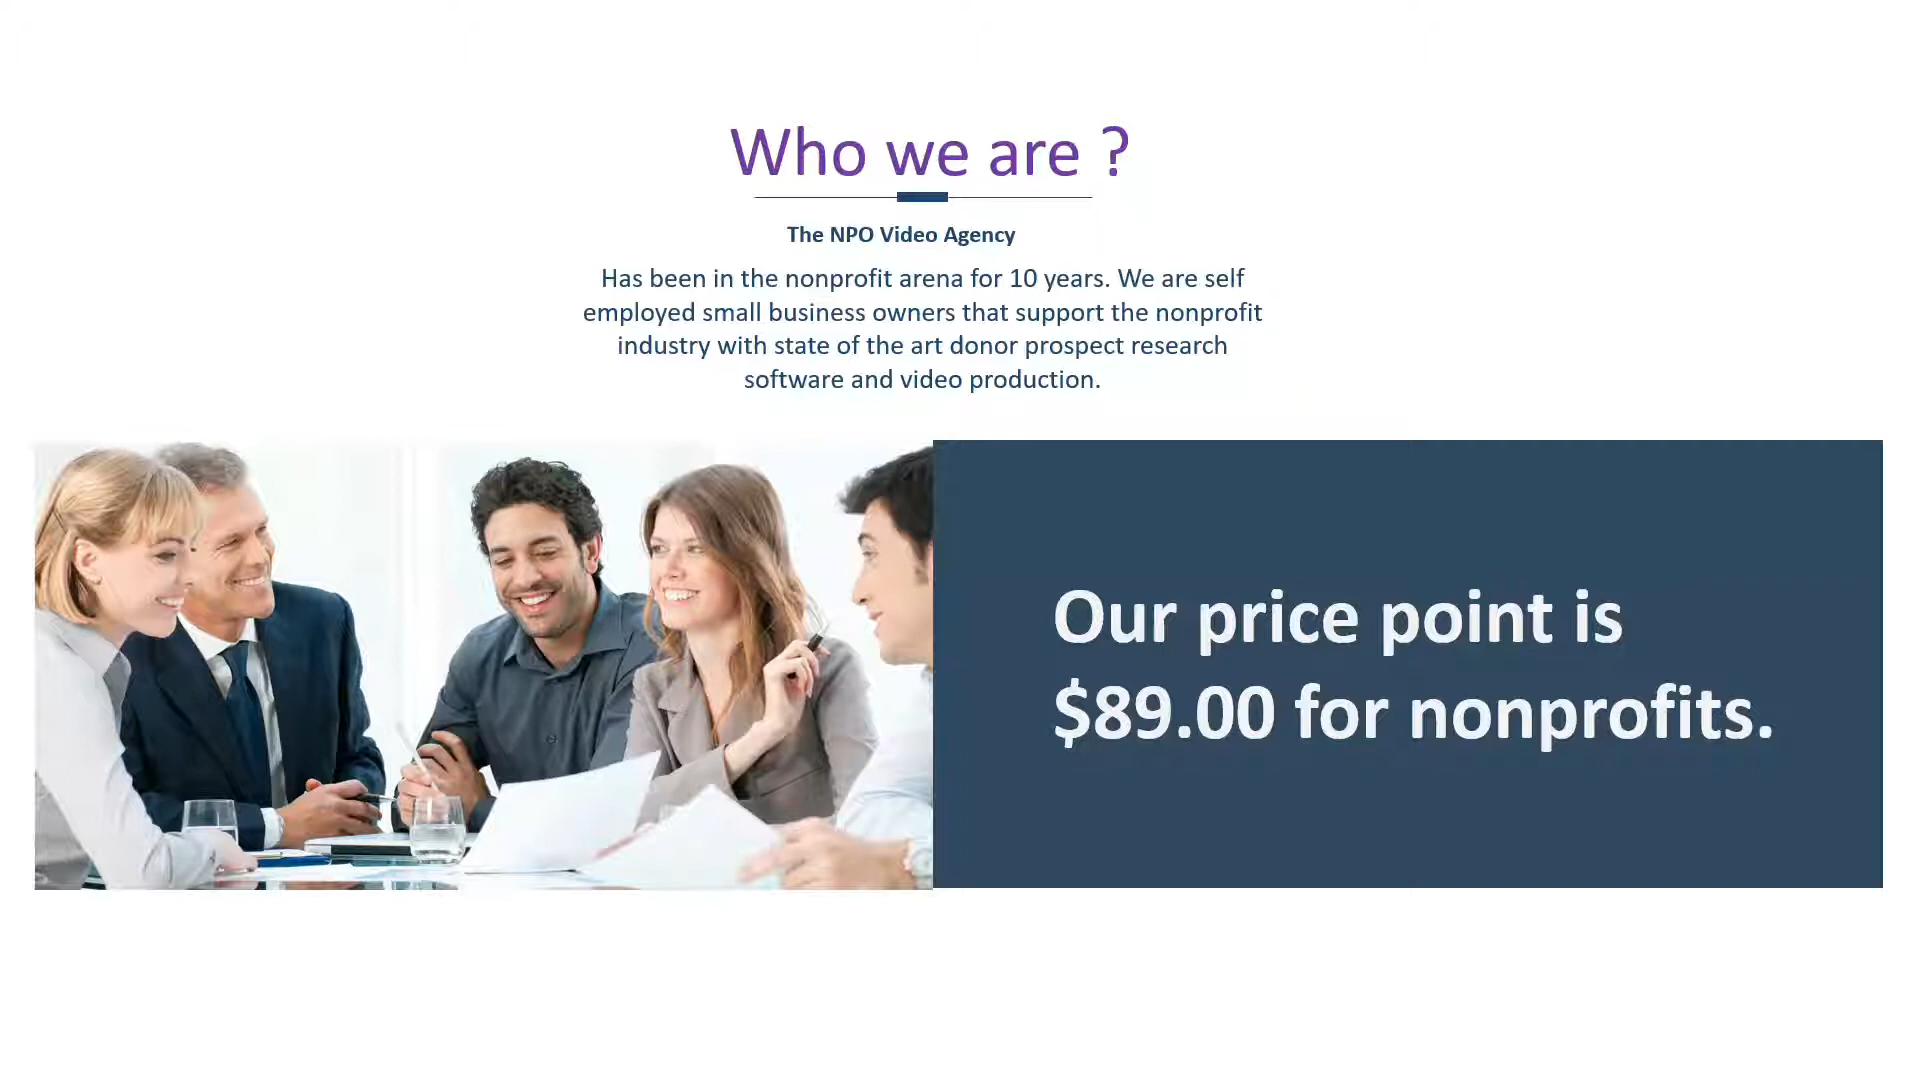 Who we are ?
The NPO Video Agency
Has been in the nonprofit arena for 10 years. We are self
employed small business owners that support the nonprofit
industry with state of the art donor prospect research
software and video production.
Our price point is
$89.00 for nonprofits.